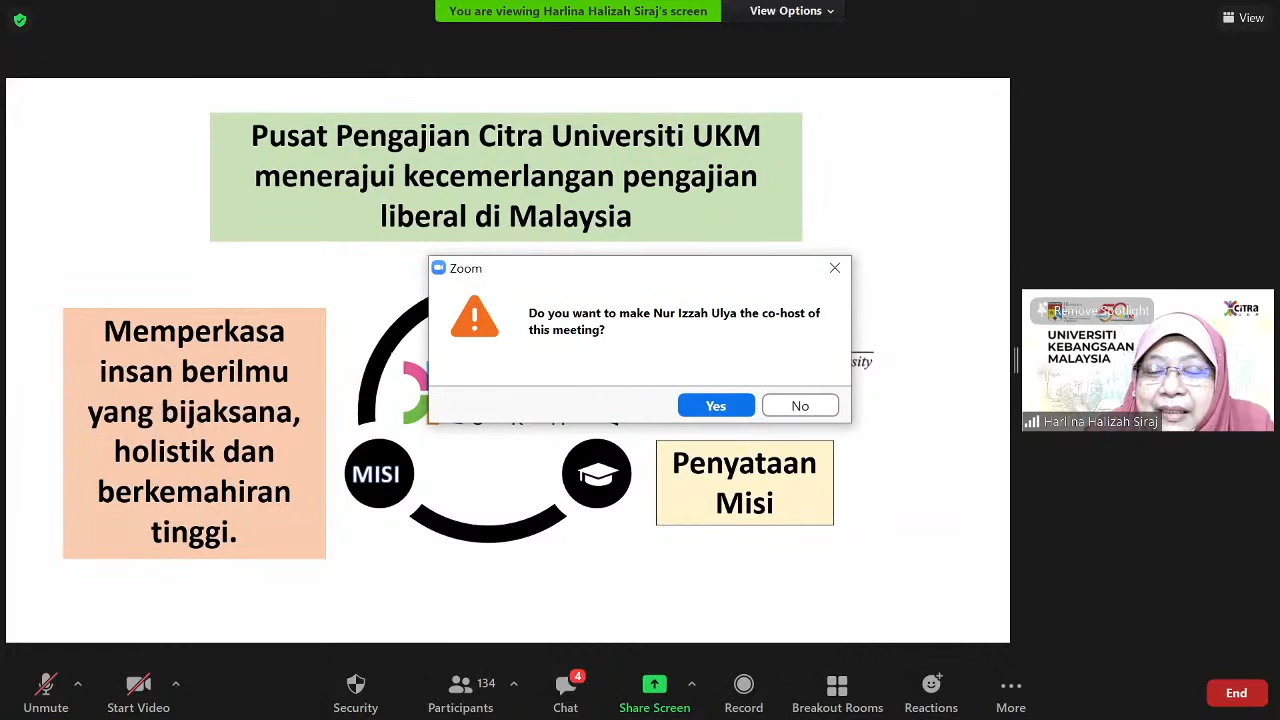 You are viewing Harlina Halizah Siraj's screen
View Options
View
Pusat Pengajian Citra Universiti UKM
menerajui kecemerlangan pengajian
liberal di Malaysia
Zoom
Do you want to make Nur Izzah Ulya the co-host of
this meeting?
Yes
No
Memperkasa
insan berilmu
yang bijaksana,
holistik dan
berkemahiran
tinggi.
MISI
Penyataan
Misi
Remove Spotlight
CiTRA
UNIVERSITI
KEBANGSAAN
MALAYSIA
Harlina Halizah Siraj
Unmute
Start Video
Security
Participants
134
Chat
4
Share Screen
Record
Breakout Rooms
Reactions
More
End